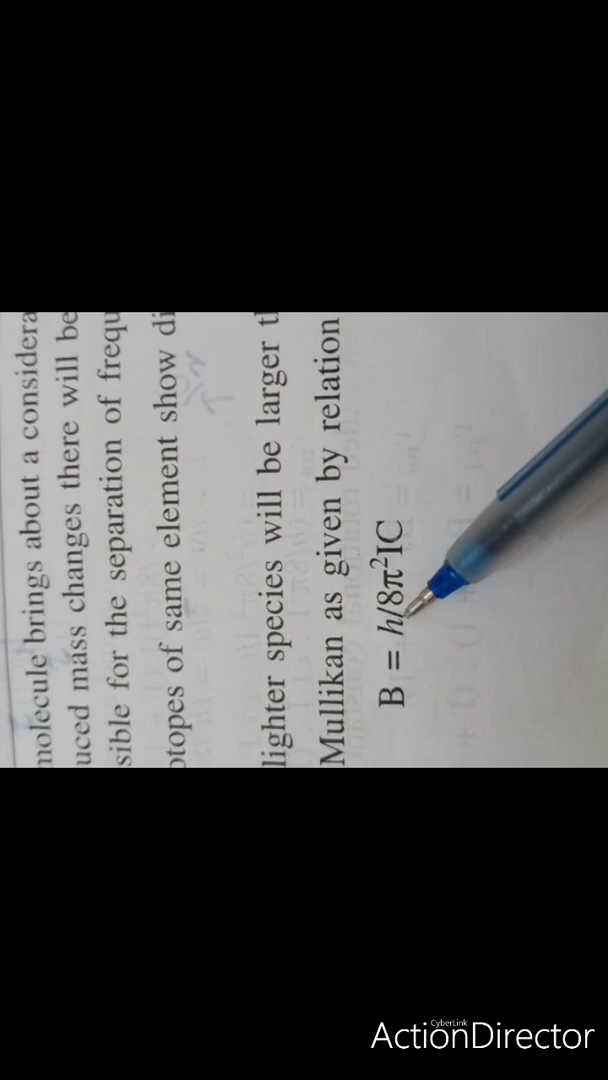 molecule brings about a considera
uced mass changes there will be
sible for the separation of frequ
otopes of same element show di
lighter species will be larger t
Mullikan as given by relation
B = h/8π²IC
CyberLink
ActionDirector